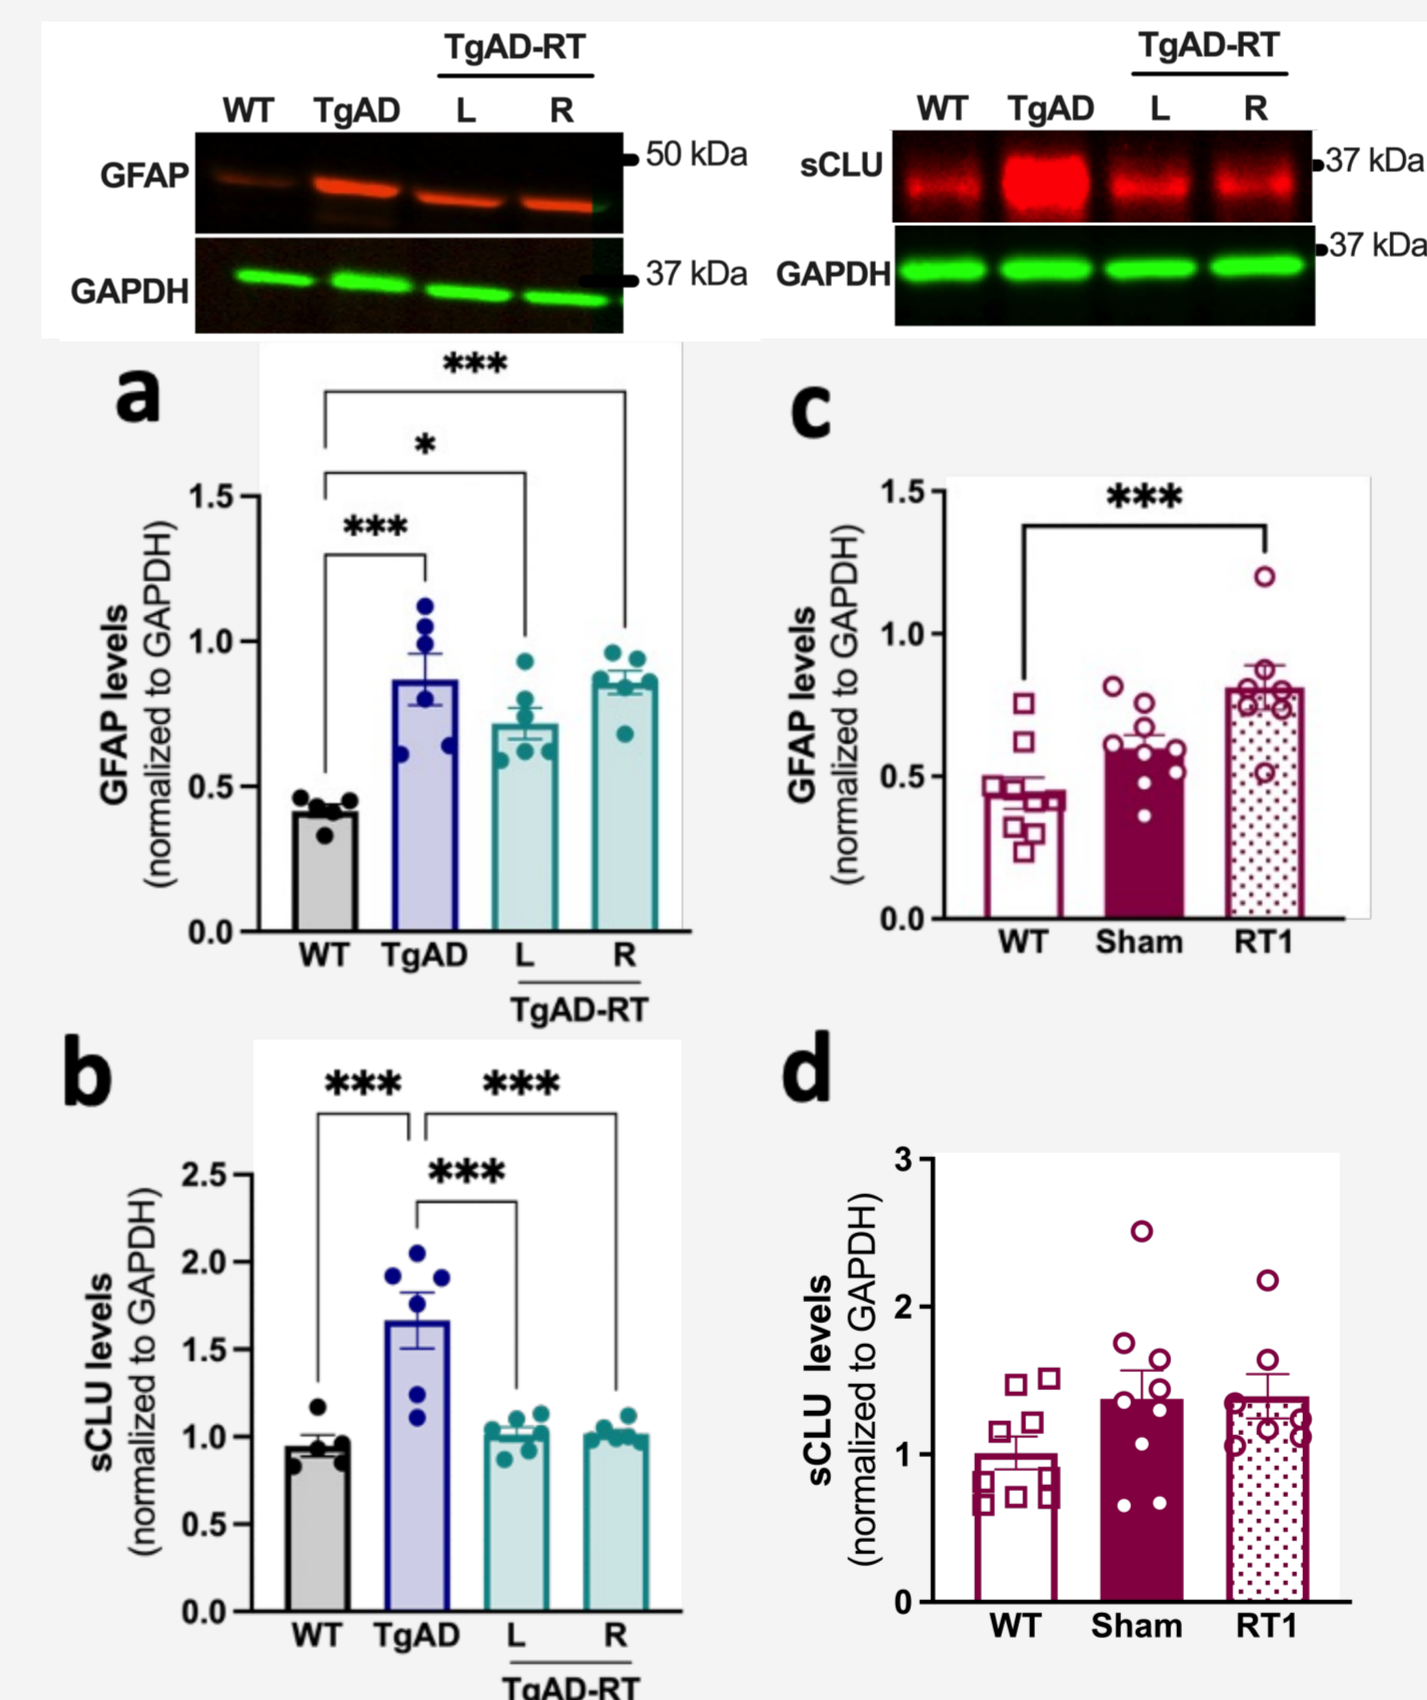 TgAD-RT
WT TgAD L R
GFAP
50 kDa
GAPDH
37 kDa
TgAD-RT
WT TgAD L R
sCLU
37 kDa
GAPDH
37 kDa
a
***
*
***
GFAP levels
(normalized to GAPDH)
1.5
1.0
0.5
0.0
WT TgAD L R
TgAD-RT
c
***
GFAP levels
(normalized to GAPDH)
1.5
1.0
0.5
0.0
WT Sham RT1
b
*** ***
***
sCLU levels
(normalized to GAPDH)
2.5
2.0
1.5
1.0
0.5
0.0
WT TgAD L R
TgAD-RT
d
sCLU levels
(normalized to GAPDH)
3
2
1
0
WT Sham RT1